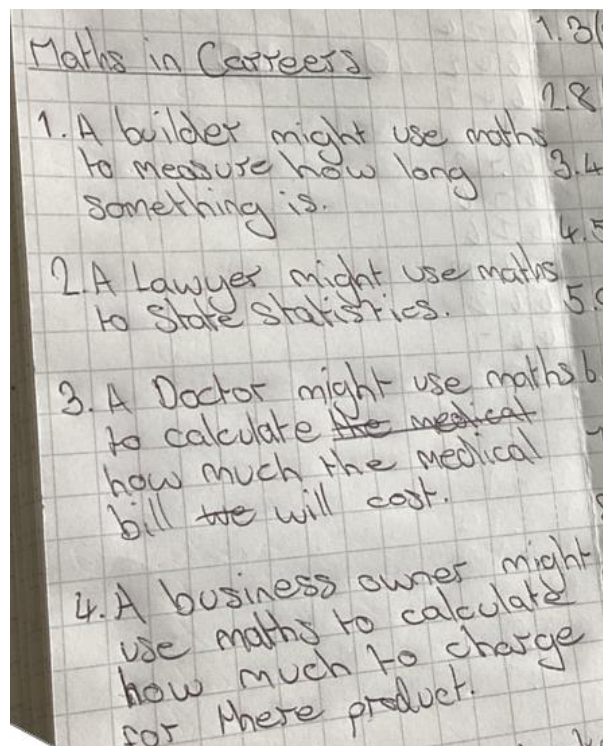 Maths in Carreers
1. A builder might use maths
to measure how long
something is.
2. A Lawyer might use maths
to State statistics.
3. A Doctor might use maths
to calculate the medical
how much the medical
bill we will cost.
4. A business owner might
use maths to calculate
how much to charge
for there product.
1.3
2.8
3.4
4.5
5.
6